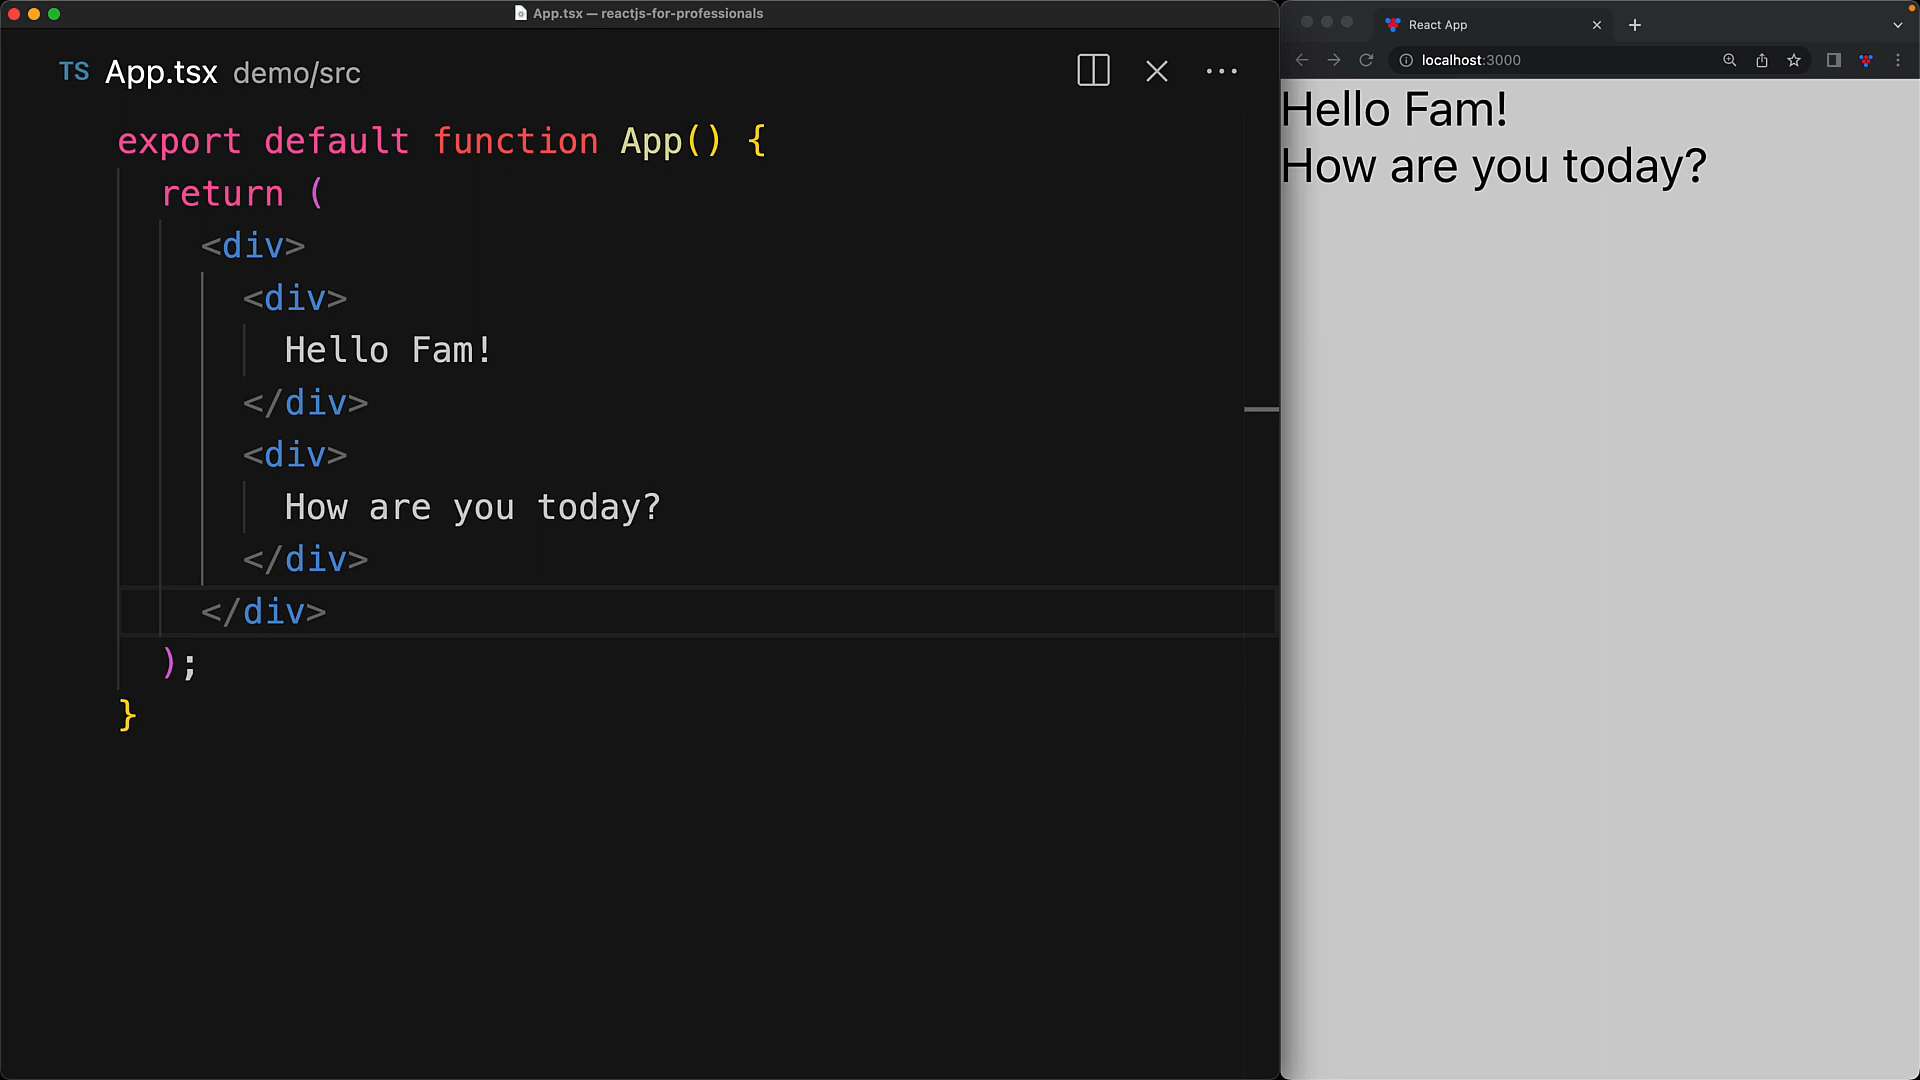 App.tsx — reactjs-for-professionals
TS App.tsx demo/src
export default function App() {
return (
<div>
<div>
Hello Fam!
</div>
<div>
How are you today?
</div>
</div>
);
}
React App
localhost:3000
Hello Fam!
How are you today?